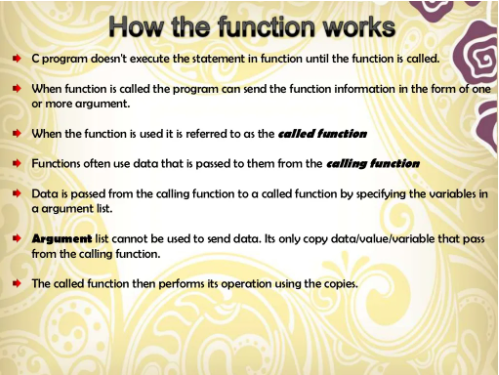 How the function works
C program doesn't execute the statement in function until the function is called.
When function is called the program can send the function information in the form of one
or more argument.
When the function is used it is referred to as the called function
Functions often use data that is passed to them from the calling function
Data is passed from the calling function to a called function by specifying the variables in
a argument list.
Argument list cannot be used to send data. Its only copy data/value/variable that pass
from the calling function.
The called function then performs its operation using the copies.